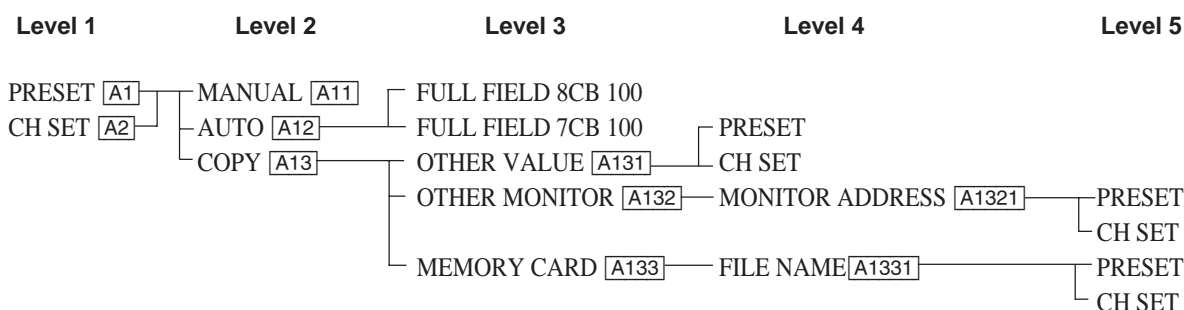 Level 1 Level 2 Level 3 Level 4 Level 5
PRESET A1 MANUAL A11 FULL FIELD 8CB 100
CH SET A2 AUTO A12 FULL FIELD 7CB 100 PRESET
COPY A13 OTHER VALUE A131 CH SET
OTHER MONITOR A132 MONITOR ADDRESS A1321 PRESET
CH SET
MEMORY CARD A133 FILE NAME A1331 PRESET
CH SET